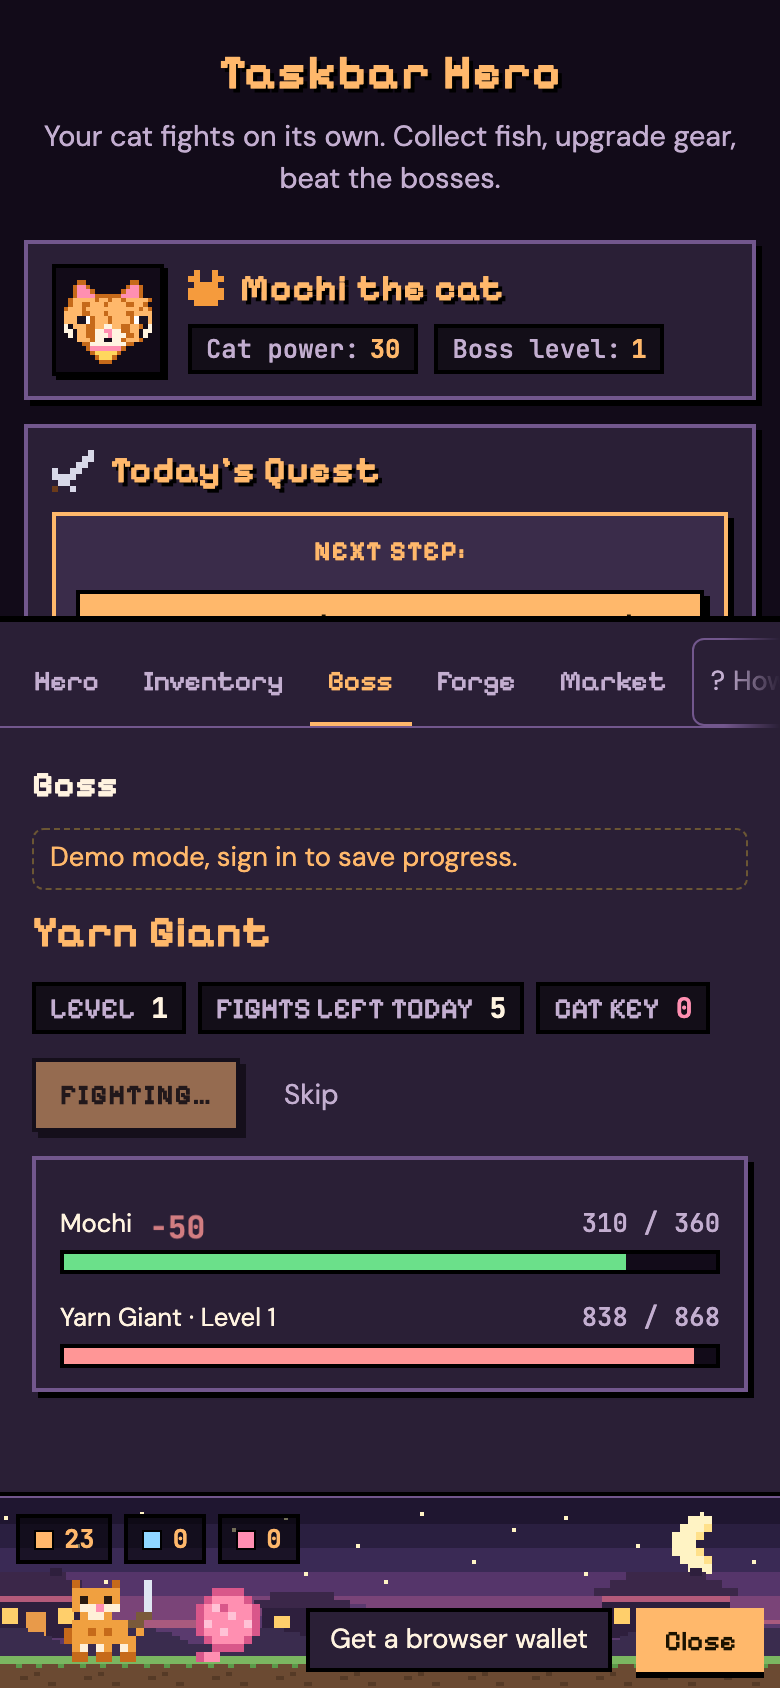 Taskbar Hero
Your cat fights on its own. Collect fish, upgrade gear,
beat the bosses.
Mochi the cat
Cat power: 30
Boss level: 1
Today's Quest
NEXT STEP:
Hero
Inventory
Boss
Forge
Market
? How
Boss
Demo mode, sign in to save progress.
Yarn Giant
LEVEL 1
FIGHTS LEFT TODAY 5
CAT KEY 0
FIGHTING…
Skip
Mochi -50
310 / 360
Yarn Giant · Level 1
838 / 868
23
0
0
Get a browser wallet
Close